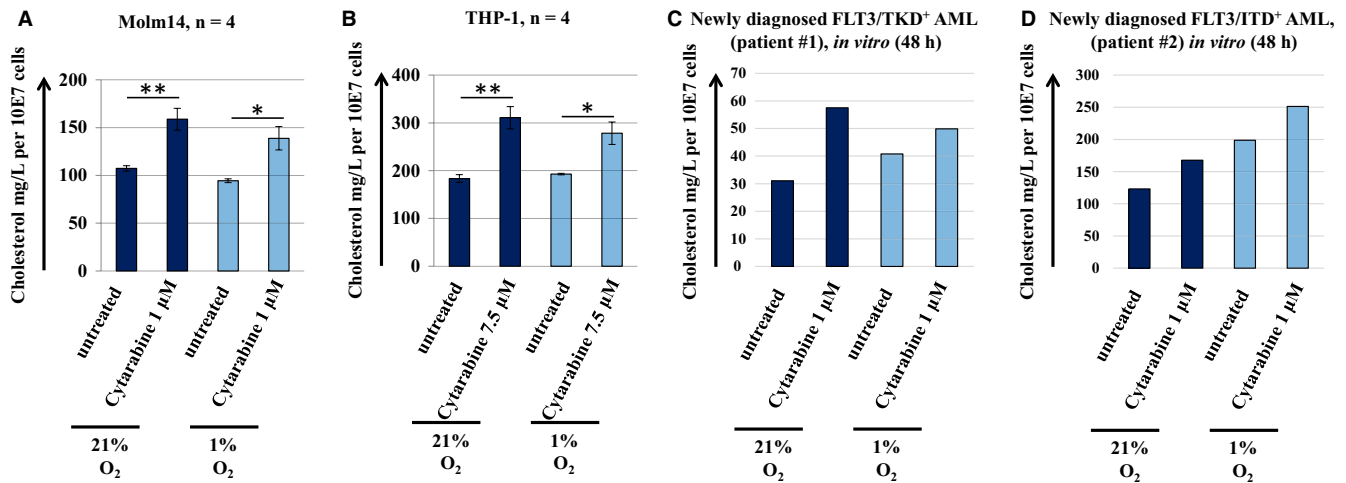 A
Molm14, n = 4
Cholesterol mg/L per 10E7 cells
200
150
100
50
0
**
*
untreated
Cytarabine 1 µM
untreated
Cytarabine 1 µM
21%
O2
1%
O2
B
THP-1, n = 4
Cholesterol mg/L per 10E7 cells
400
300
200
100
0
**
*
untreated
Cytarabine 7.5 µM
untreated
Cytarabine 7.5 µM
21%
O2
1%
O2
C
Newly diagnosed FLT3/TKD+ AML
(patient #1), in vitro (48 h)
Cholesterol mg/L per 10E7 cells
70
60
50
40
30
20
10
0
untreated
Cytarabine 1 µM
untreated
Cytarabine 1 µM
21%
O2
1%
O2
D
Newly diagnosed FLT3/ITD+ AML,
(patient #2) in vitro (48 h)
Cholesterol mg/L per 10E7 cells
300
250
200
150
100
50
0
untreated
Cytarabine 1 µM
untreated
Cytarabine 1 µM
21%
O2
1%
O2